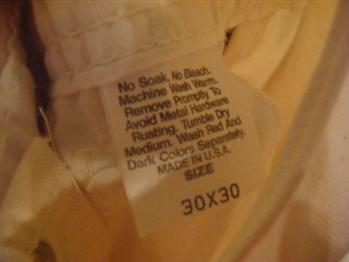 No Soak, No Bleach.
Machine Wash Warm.
Remove Promptly To
Avoid Metal Hardware
Rusting. Tumble Dry
Medium. Wash Red And
Dark Colors Separately.
MADE IN U.S.A.
SIZE
30X30